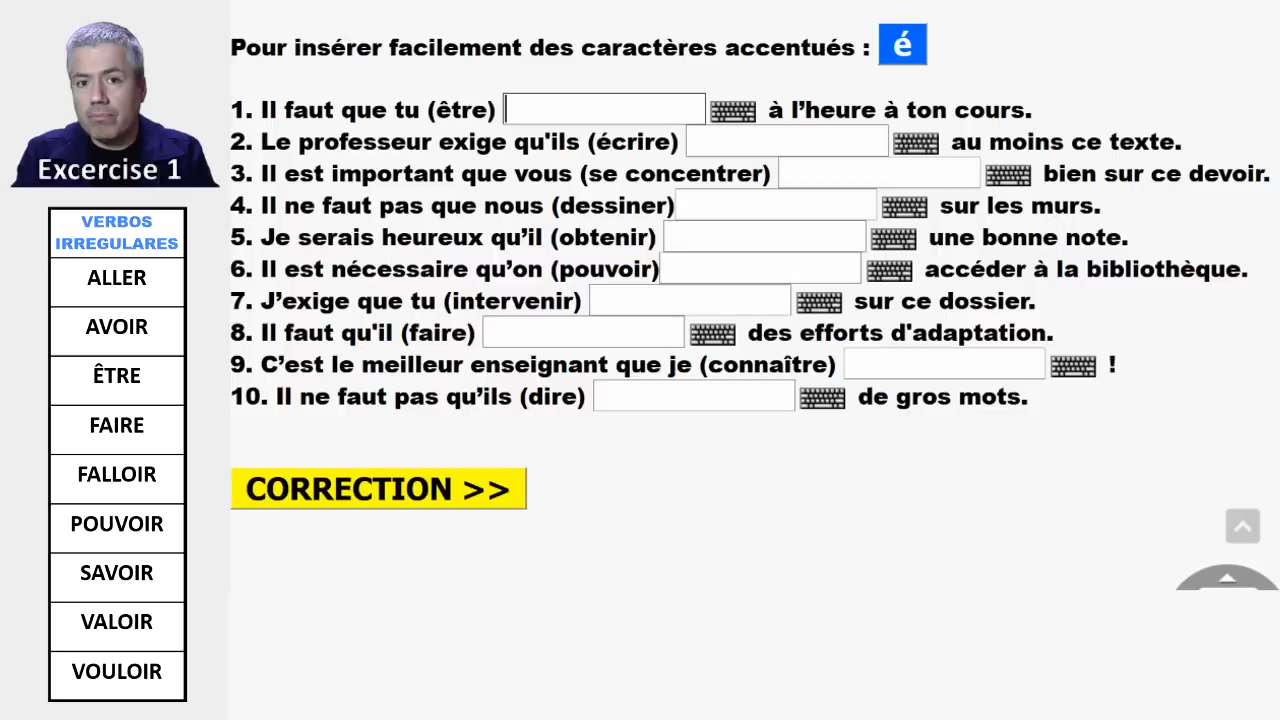 Pour insérer facilement des caractères accentués : é
1. Il faut que tu (être) à l’heure à ton cours.
2. Le professeur exige qu'ils (écrire) au moins ce texte.
3. Il est important que vous (se concentrer) bien sur ce devoir.
4. Il ne faut pas que nous (dessiner) sur les murs.
5. Je serais heureux qu’il (obtenir) une bonne note.
6. Il est nécessaire qu’on (pouvoir) accéder à la bibliothèque.
7. J’exige que tu (intervenir) sur ce dossier.
8. Il faut qu'il (faire) des efforts d'adaptation.
9. C’est le meilleur enseignant que je (connaître) !
10. Il ne faut pas qu’ils (dire) de gros mots.
CORRECTION >>
Excercise 1
VERBOS
IRREGULARES
ALLER
AVOIR
ÊTRE
FAIRE
FALLOIR
POUVOIR
SAVOIR
VALOIR
VOULOIR